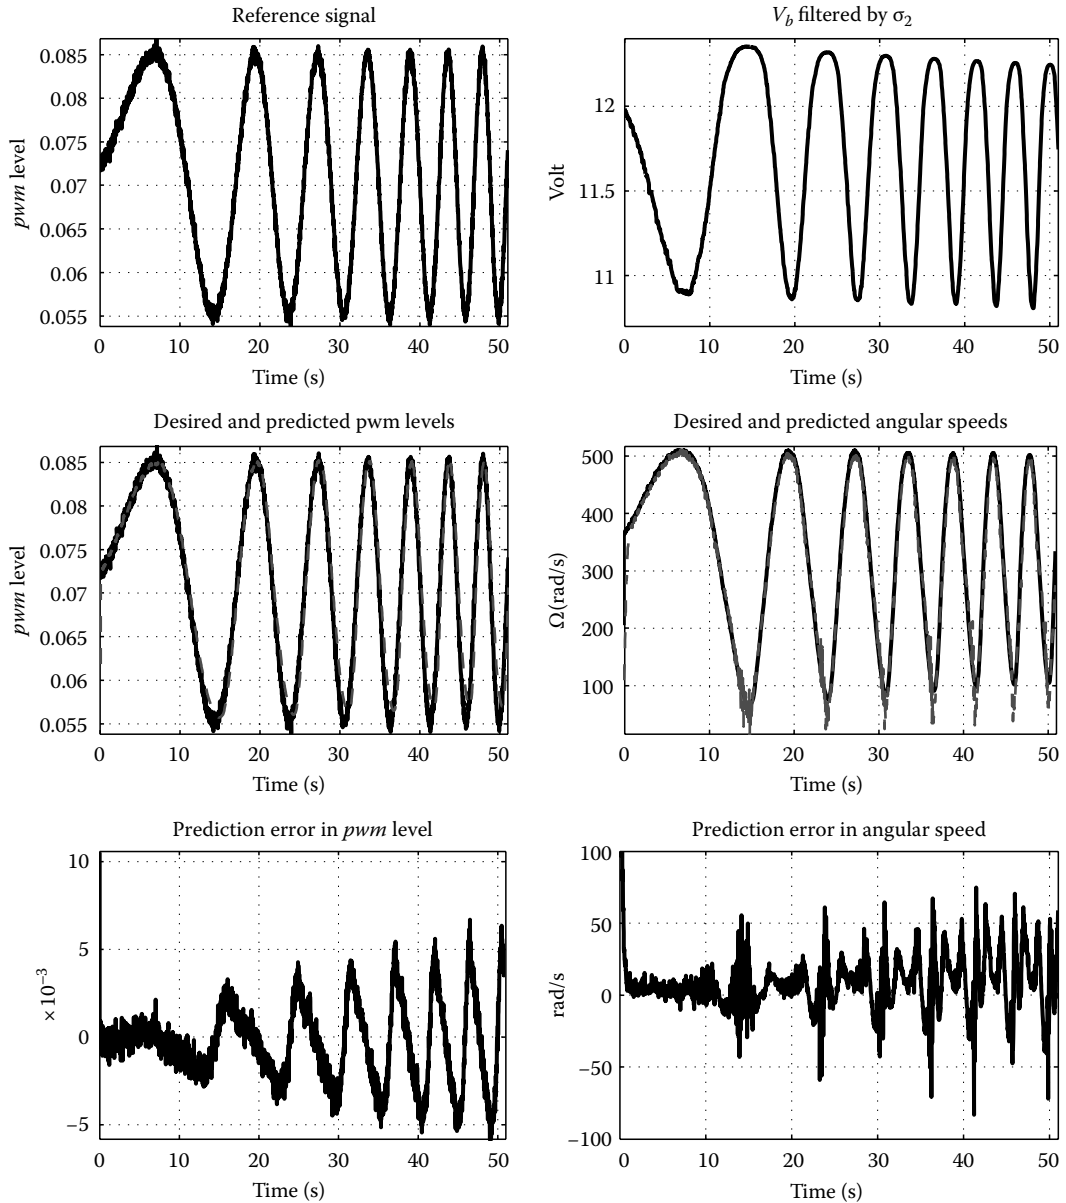 Reference signal
pwm level
0.085
0.08
0.075
0.07
0.065
0.06
0.055
0 10 20 30 40 50
Time (s)
V_b filtered by σ_2
Volt
12
11.5
11
0 10 20 30 40 50
Time (s)
Desired and predicted pwm levels
pwm level
0.085
0.08
0.075
0.07
0.065
0.06
0.055
0 10 20 30 40 50
Time (s)
Desired and predicted angular speeds
Ω(rad/s)
500
400
300
200
100
0 10 20 30 40 50
Time (s)
Prediction error in pwm level
× 10⁻³
10
5
0
−5
0 10 20 30 40 50
Time (s)
Prediction error in angular speed
rad/s
100
50
0
−50
−100
0 10 20 30 40 50
Time (s)